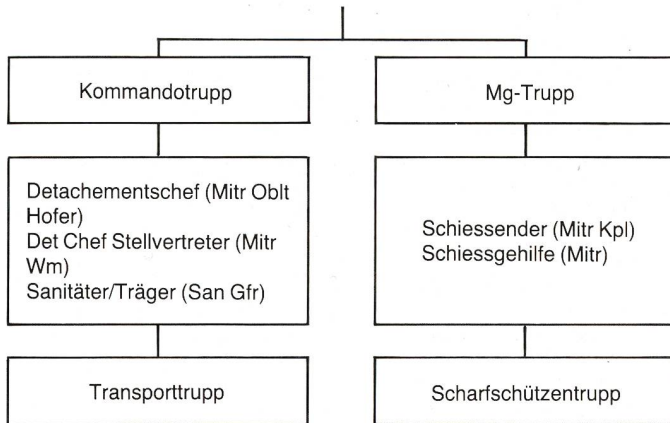 Kommandotrupp
Mg-Trupp
Detachementschef (Mitr Oblt
Hofer)
Det Chef Stellvertreter (Mitr
Wm)
Sanitäter/Träger (San Gfr)
Schiessender (Mitr Kpl)
Schiessgehilfe (Mitr)
Transporttrupp
Scharfschützentrupp